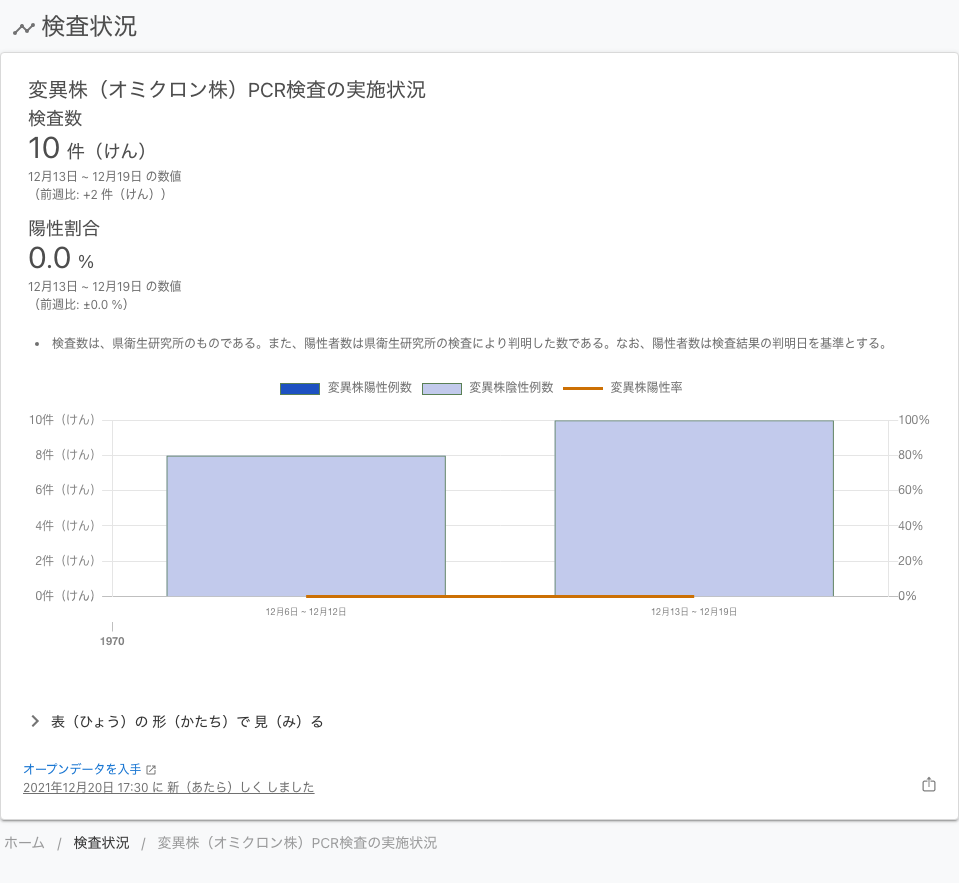 検査状況
変異株（オミクロン株）PCR検査の実施状況
検査数
10 件（けん）
12月13日 ~ 12月19日 の数値
（前週比: +2 件（けん））
陽性割合
0.0 %
12月13日 ~ 12月19日 の数値
（前週比: ±0.0 %）
• 検査数は、県衛生研究所のものである。また、陽性者数は県衛生研究所の検査により判明した数である。なお、陽性者数は検査結果の判明日を基準とする。
変異株陽性例数 変異株陰性例数 変異株陽性率
10件（けん） 100%
8件（けん） 80%
6件（けん） 60%
4件（けん） 40%
2件（けん） 20%
0件（けん） 0%
12月6日 ~ 12月12日 12月13日 ~ 12月19日
1970
表（ひょう）の 形（かたち）で 見（み）る
オープンデータを入手
2021年12月20日 17:30 に 新（あたら）しく しました
ホーム / 検査状況 / 変異株（オミクロン株）PCR検査の実施状況